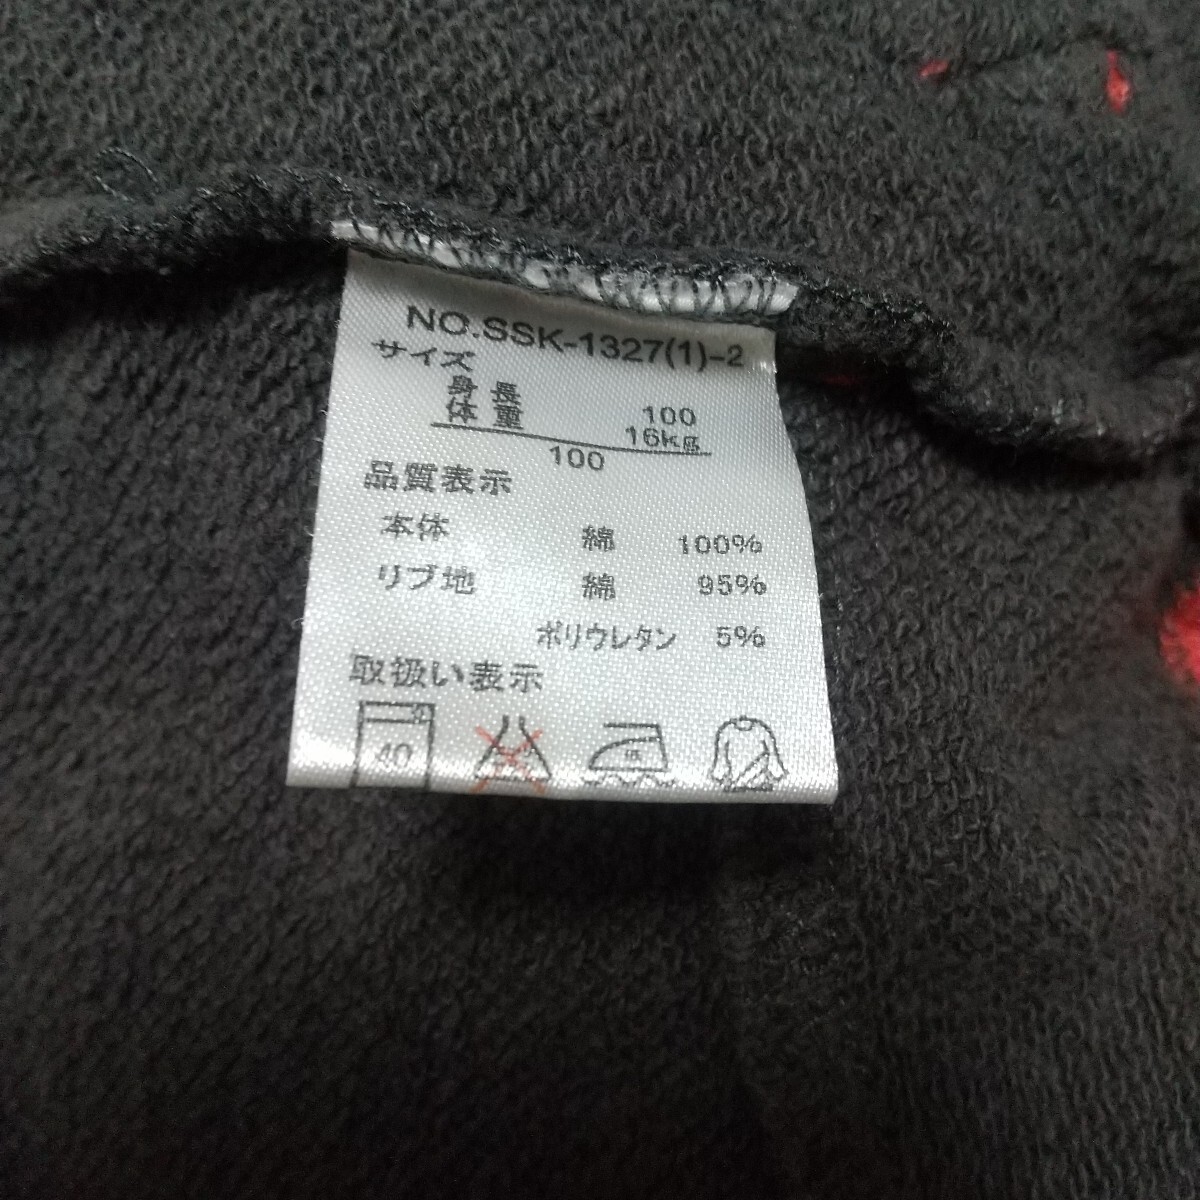 NO.SSK-1327(1)-2
サイズ
身長 100
体重 16kg
100
品質表示
本体 綿 100%
リブ地 綿 95%
ポリウレタン 5%
取扱い表示
40